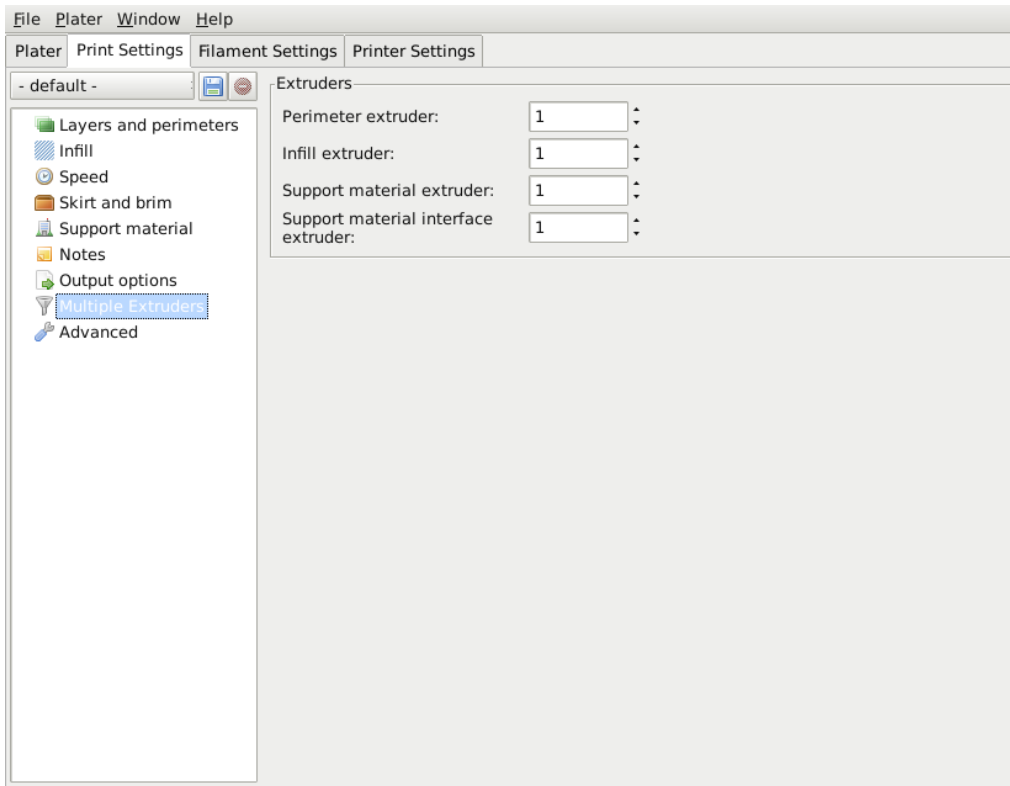 File Plater Window Help
Plater Print Settings Filament Settings Printer Settings
- default -
Layers and perimeters
Infill
Speed
Skirt and brim
Support material
Notes
Output options
Multiple Extruders
Advanced
Extruders
Perimeter extruder: 1
Infill extruder: 1
Support material extruder: 1
Support material interface
extruder: 1